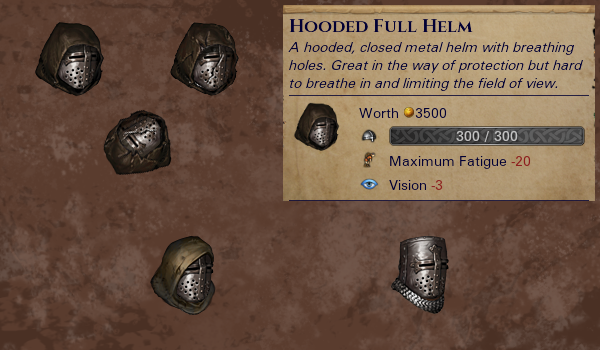 Hooded Full Helm
A hooded, closed metal helm with breathing
holes. Great in the way of protection but hard
to breathe in and limiting the field of view.
Worth 3500
300 / 300
Maximum Fatigue -20
Vision -3